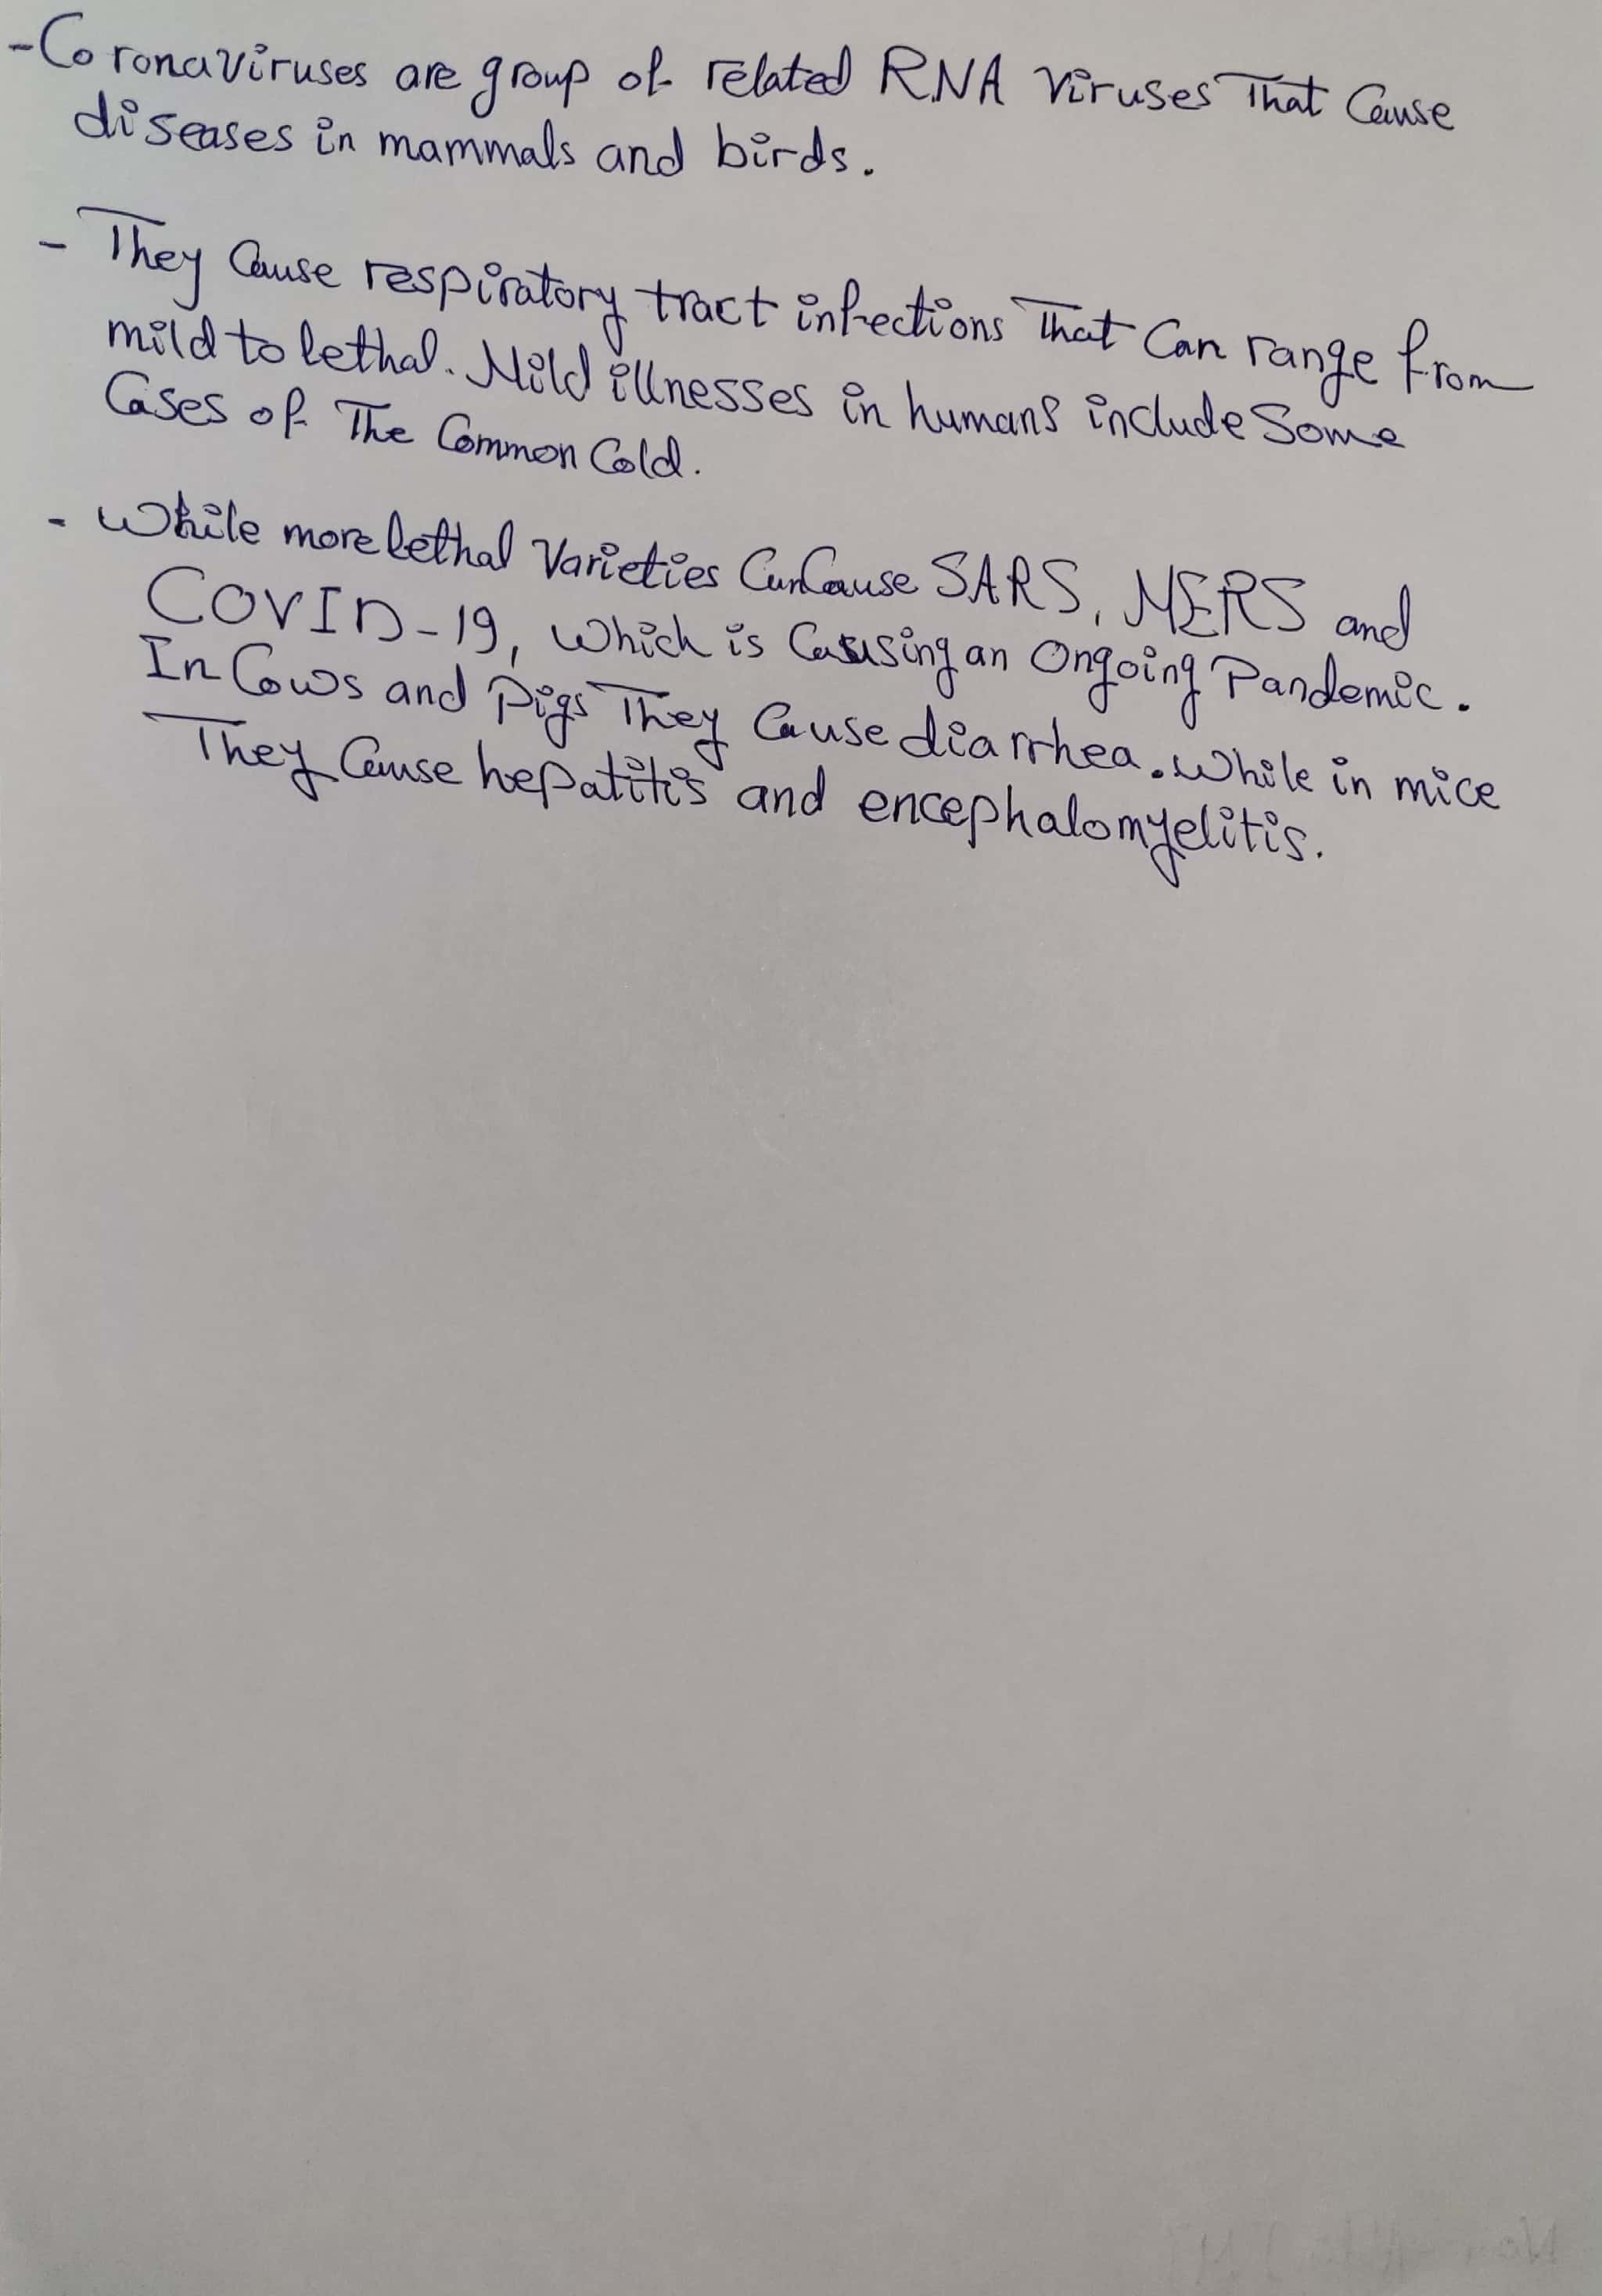 -Coronaviruses are group of related RNA viruses That Cause
diseases in mammals and birds.
- They Cause respiratory tract infections That Can range from
mild to lethal. Mild illnesses in humans include Some
Cases of The Common Cold.
- While more lethal Varieties Can Cause SARS, MERS and
COVID-19, which is Causing an Ongoing Pandemic.
In Cows and Pigs They Cause diarrhea. While in mice
They Cause hepatitis and encephalomyelitis.